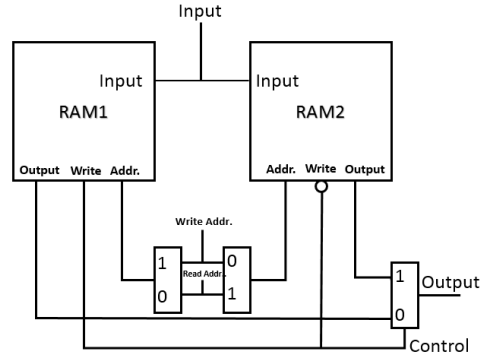 Input
Input
Input
RAM1
RAM2
Output Write Addr.
Addr. Write Output
Write Addr.
1
0
Read Addr.
0
1
1
Output
0
Control